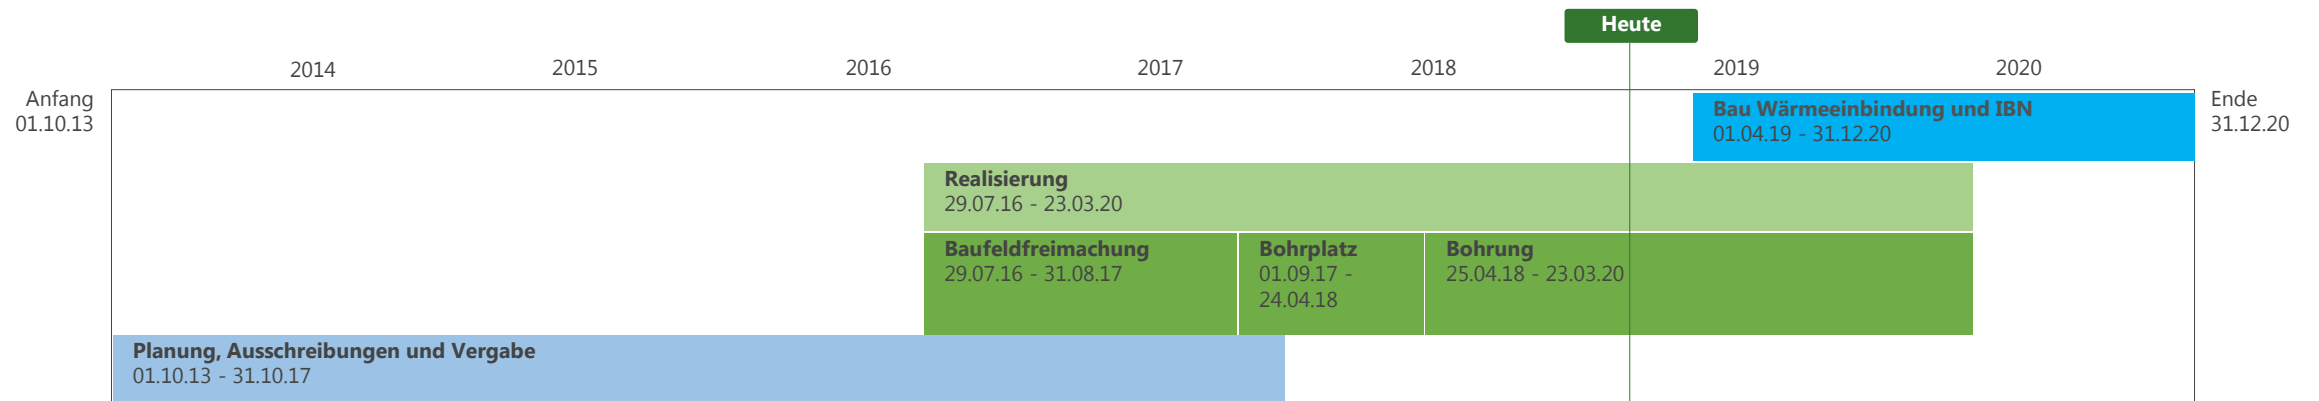 Heute
2014 2015 2016 2017 2018 2019 2020
Anfang
01.10.13
Ende
31.12.20
Bau Wärmeeinbindung und IBN
01.04.19 - 31.12.20
Realisierung
29.07.16 - 23.03.20
Baufeldfreimachung
29.07.16 - 31.08.17
Bohrplatz
01.09.17 -
24.04.18
Bohrung
25.04.18 - 23.03.20
Planung, Ausschreibungen und Vergabe
01.10.13 - 31.10.17